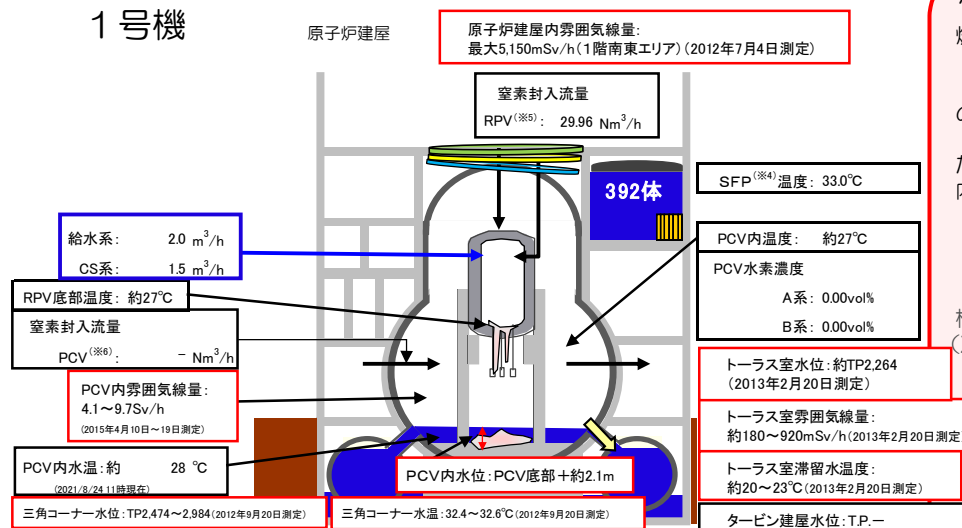 1号機
原子炉建屋
原子炉建屋内雰囲気線量:
最大5,150mSv/h(1階南東エリア)(2012年7月4日測定)
窒素封入流量
RPV(※5): 29.96 Nm³/h
392体
SFP(※4)温度: 33.0℃
給水系: 2.0 m³/h
CS系: 1.5 m³/h
PCV内温度: 約27℃
PCV水素濃度
A系: 0.00vol%
B系: 0.00vol%
RPV底部温度: 約27℃
窒素封入流量
PCV(※6): - Nm³/h
トーラス室水位: 約TP2,264
(2013年2月20日測定)
PCV内雰囲気線量:
4.1~9.7Sv/h
(2015年4月10日~19日測定)
トーラス室雰囲気線量:
約180~920mSv/h(2013年2月20日測定)
PCV内水温: 約 28 ℃
(2021/8/24 11時現在)
PCV内水位: PCV底部+約2.1m
トーラス室滞留水温度:
約20~23℃(2013年2月20日測定)
三角コーナー水位: TP2,474~2,984(2012年9月20日測定)
三角コーナー水温: 32.4~32.6℃(2012年9月20日測定)
タービン建屋水位: T.P.-